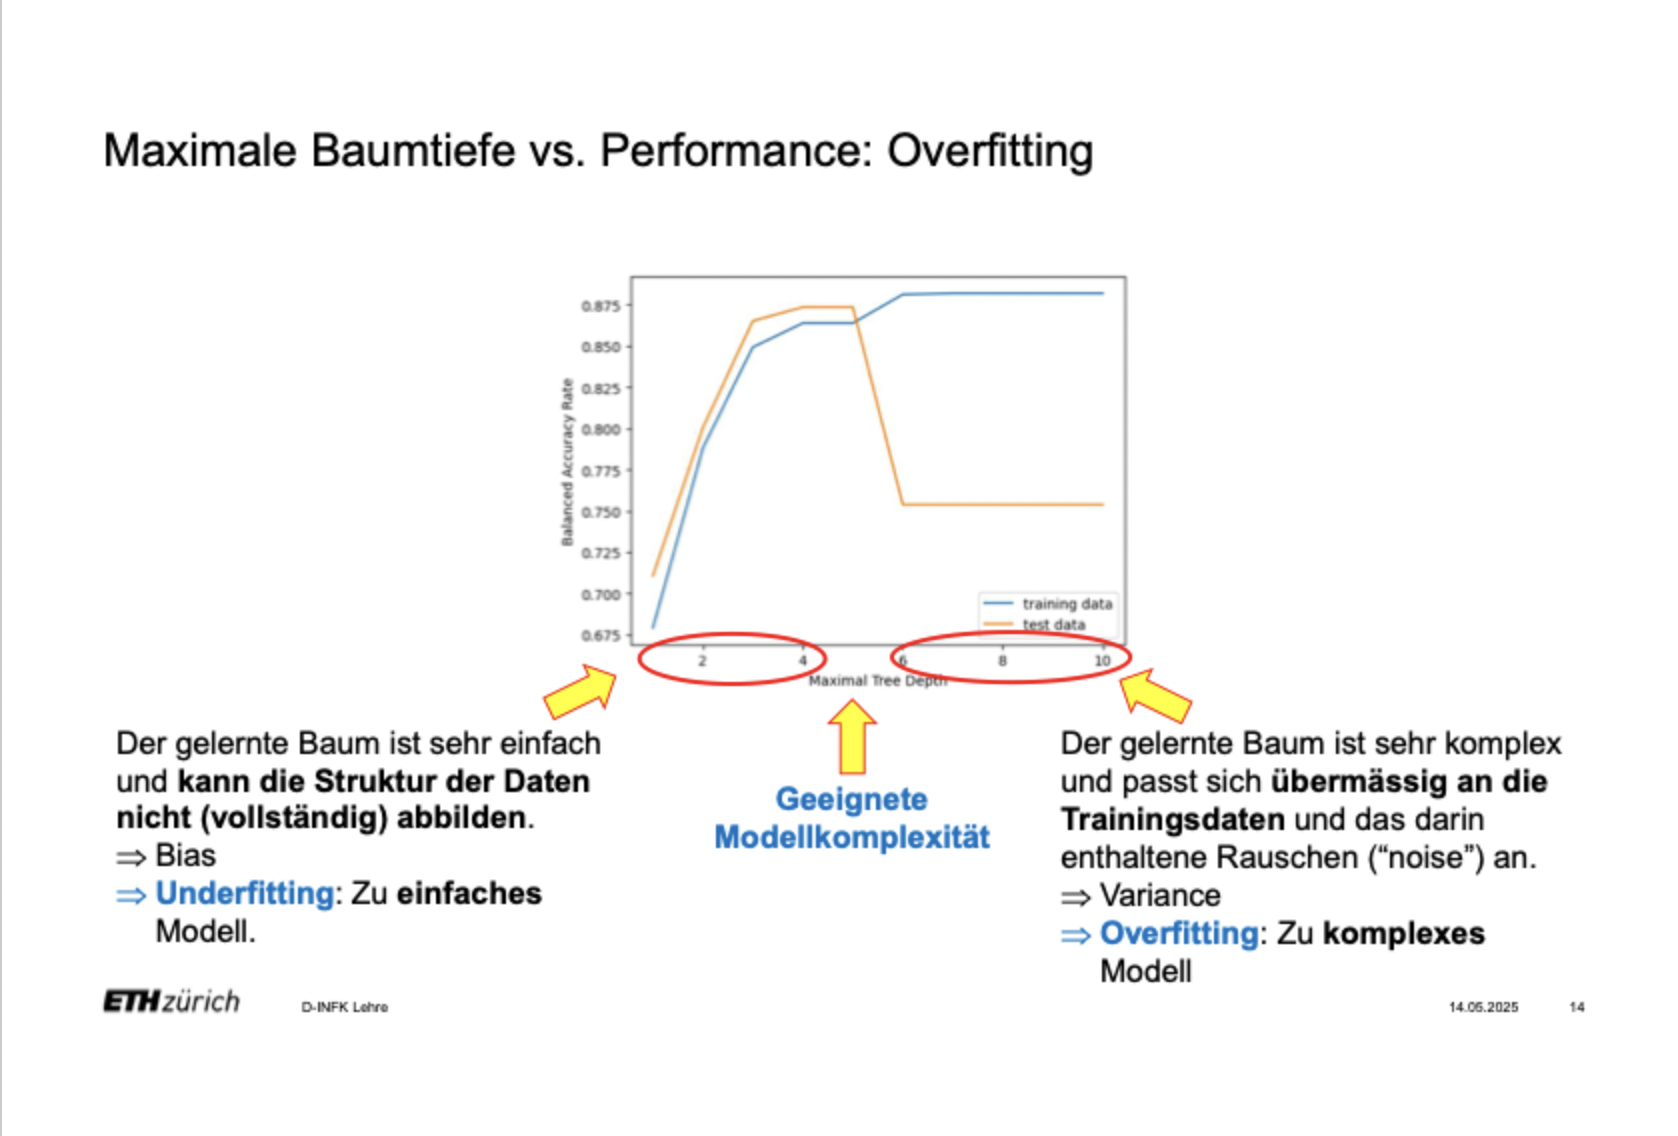 Maximale Baumtiefe vs. Performance: Overfitting
0.875
0.850
0.825
0.800
0.775
0.750
0.725
0.700
0.675
Balanced Accuracy Rate
training data
test data
2 4 6 8 10
Maximal Tree Depth
Der gelernte Baum ist sehr einfach
und kann die Struktur der Daten
nicht (vollständig) abbilden.
⇒ Bias
⇒ Underfitting: Zu einfaches
Modell.
Geeignete
Modellkomplexität
Der gelernte Baum ist sehr komplex
und passt sich übermässig an die
Trainingsdaten und das darin
enthaltene Rauschen (“noise”) an.
⇒ Variance
⇒ Overfitting: Zu komplexes
Modell
ETH zürich
D-INFK Lehre
14.05.2025
14